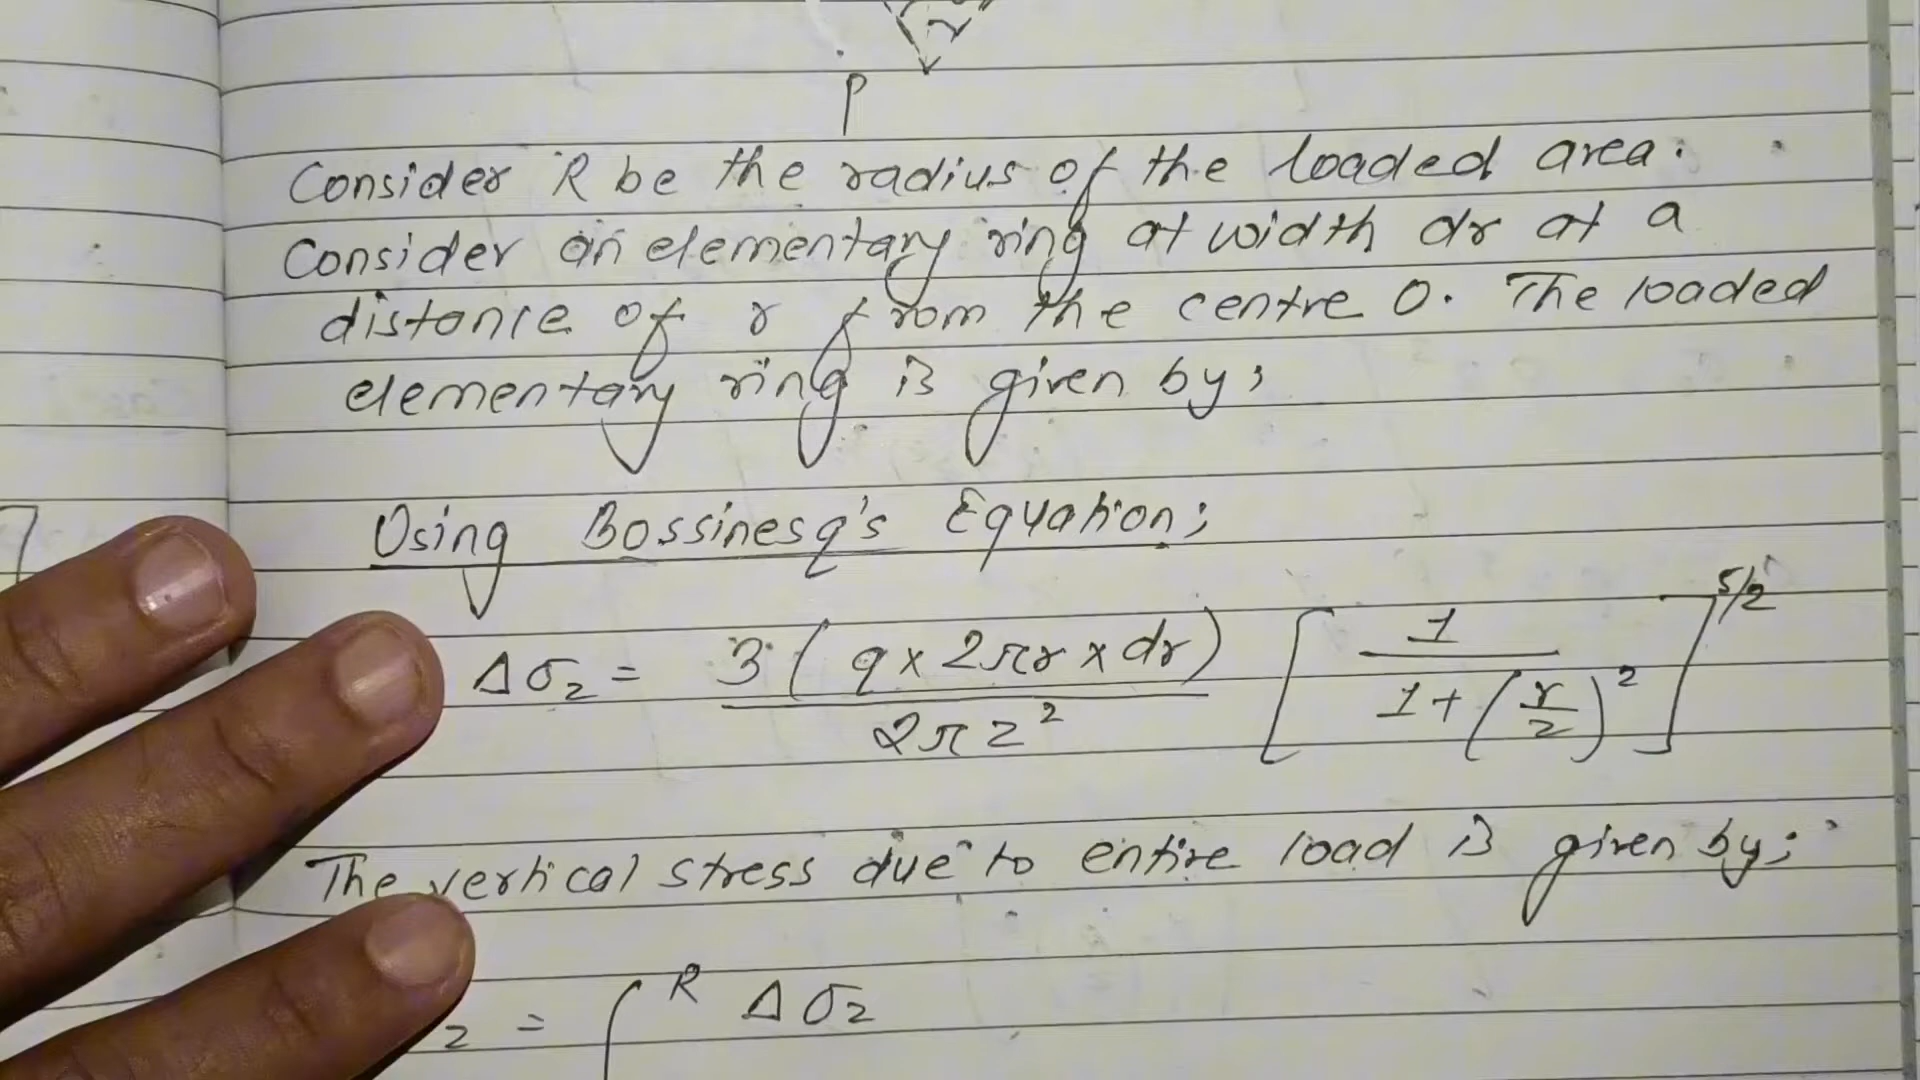 r
P
Consider R be the radius of the loaded area.
Consider an elementary ring at width dr at a
distance of r from the centre O. The loaded
elementary ring is given by;
Using Bossinesq's Equation;
Δσz = 3(q×2πr×dr) / 2πz² [1 / 1+(r/z)²]^5/2
The vertical stress due to entire load is given by;
z = ∫^R Δσz